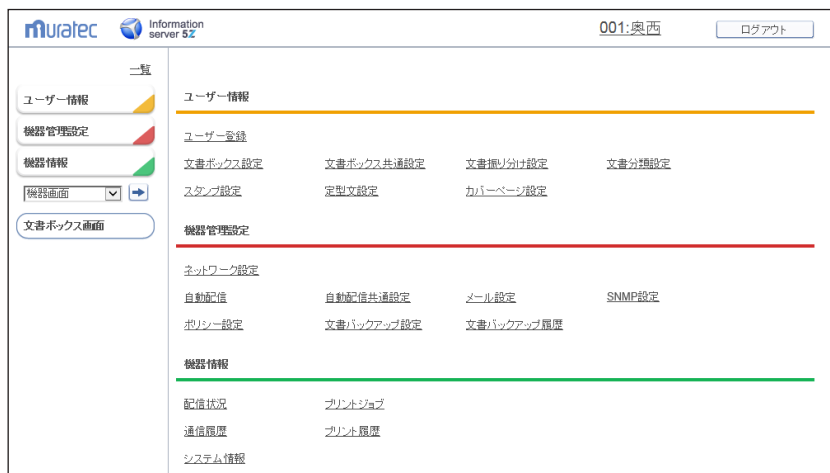 muratec Information server 5Z 001:奥西 ログアウト
一覧
ユーザー情報
機器管理設定
機器情報
機器画面
文書ボックス画面
ユーザー情報
ユーザー登録
文書ボックス設定 文書ボックス共通設定 文書振り分け設定 文書分類設定
スタンプ設定 定型文設定 カバーページ設定
機器管理設定
ネットワーク設定
自動配信 自動配信共通設定 メール設定 SNMP設定
ポリシー設定 文書バックアップ設定 文書バックアップ履歴
機器情報
配信状況 プリントジョブ
通信履歴 プリント履歴
システム情報